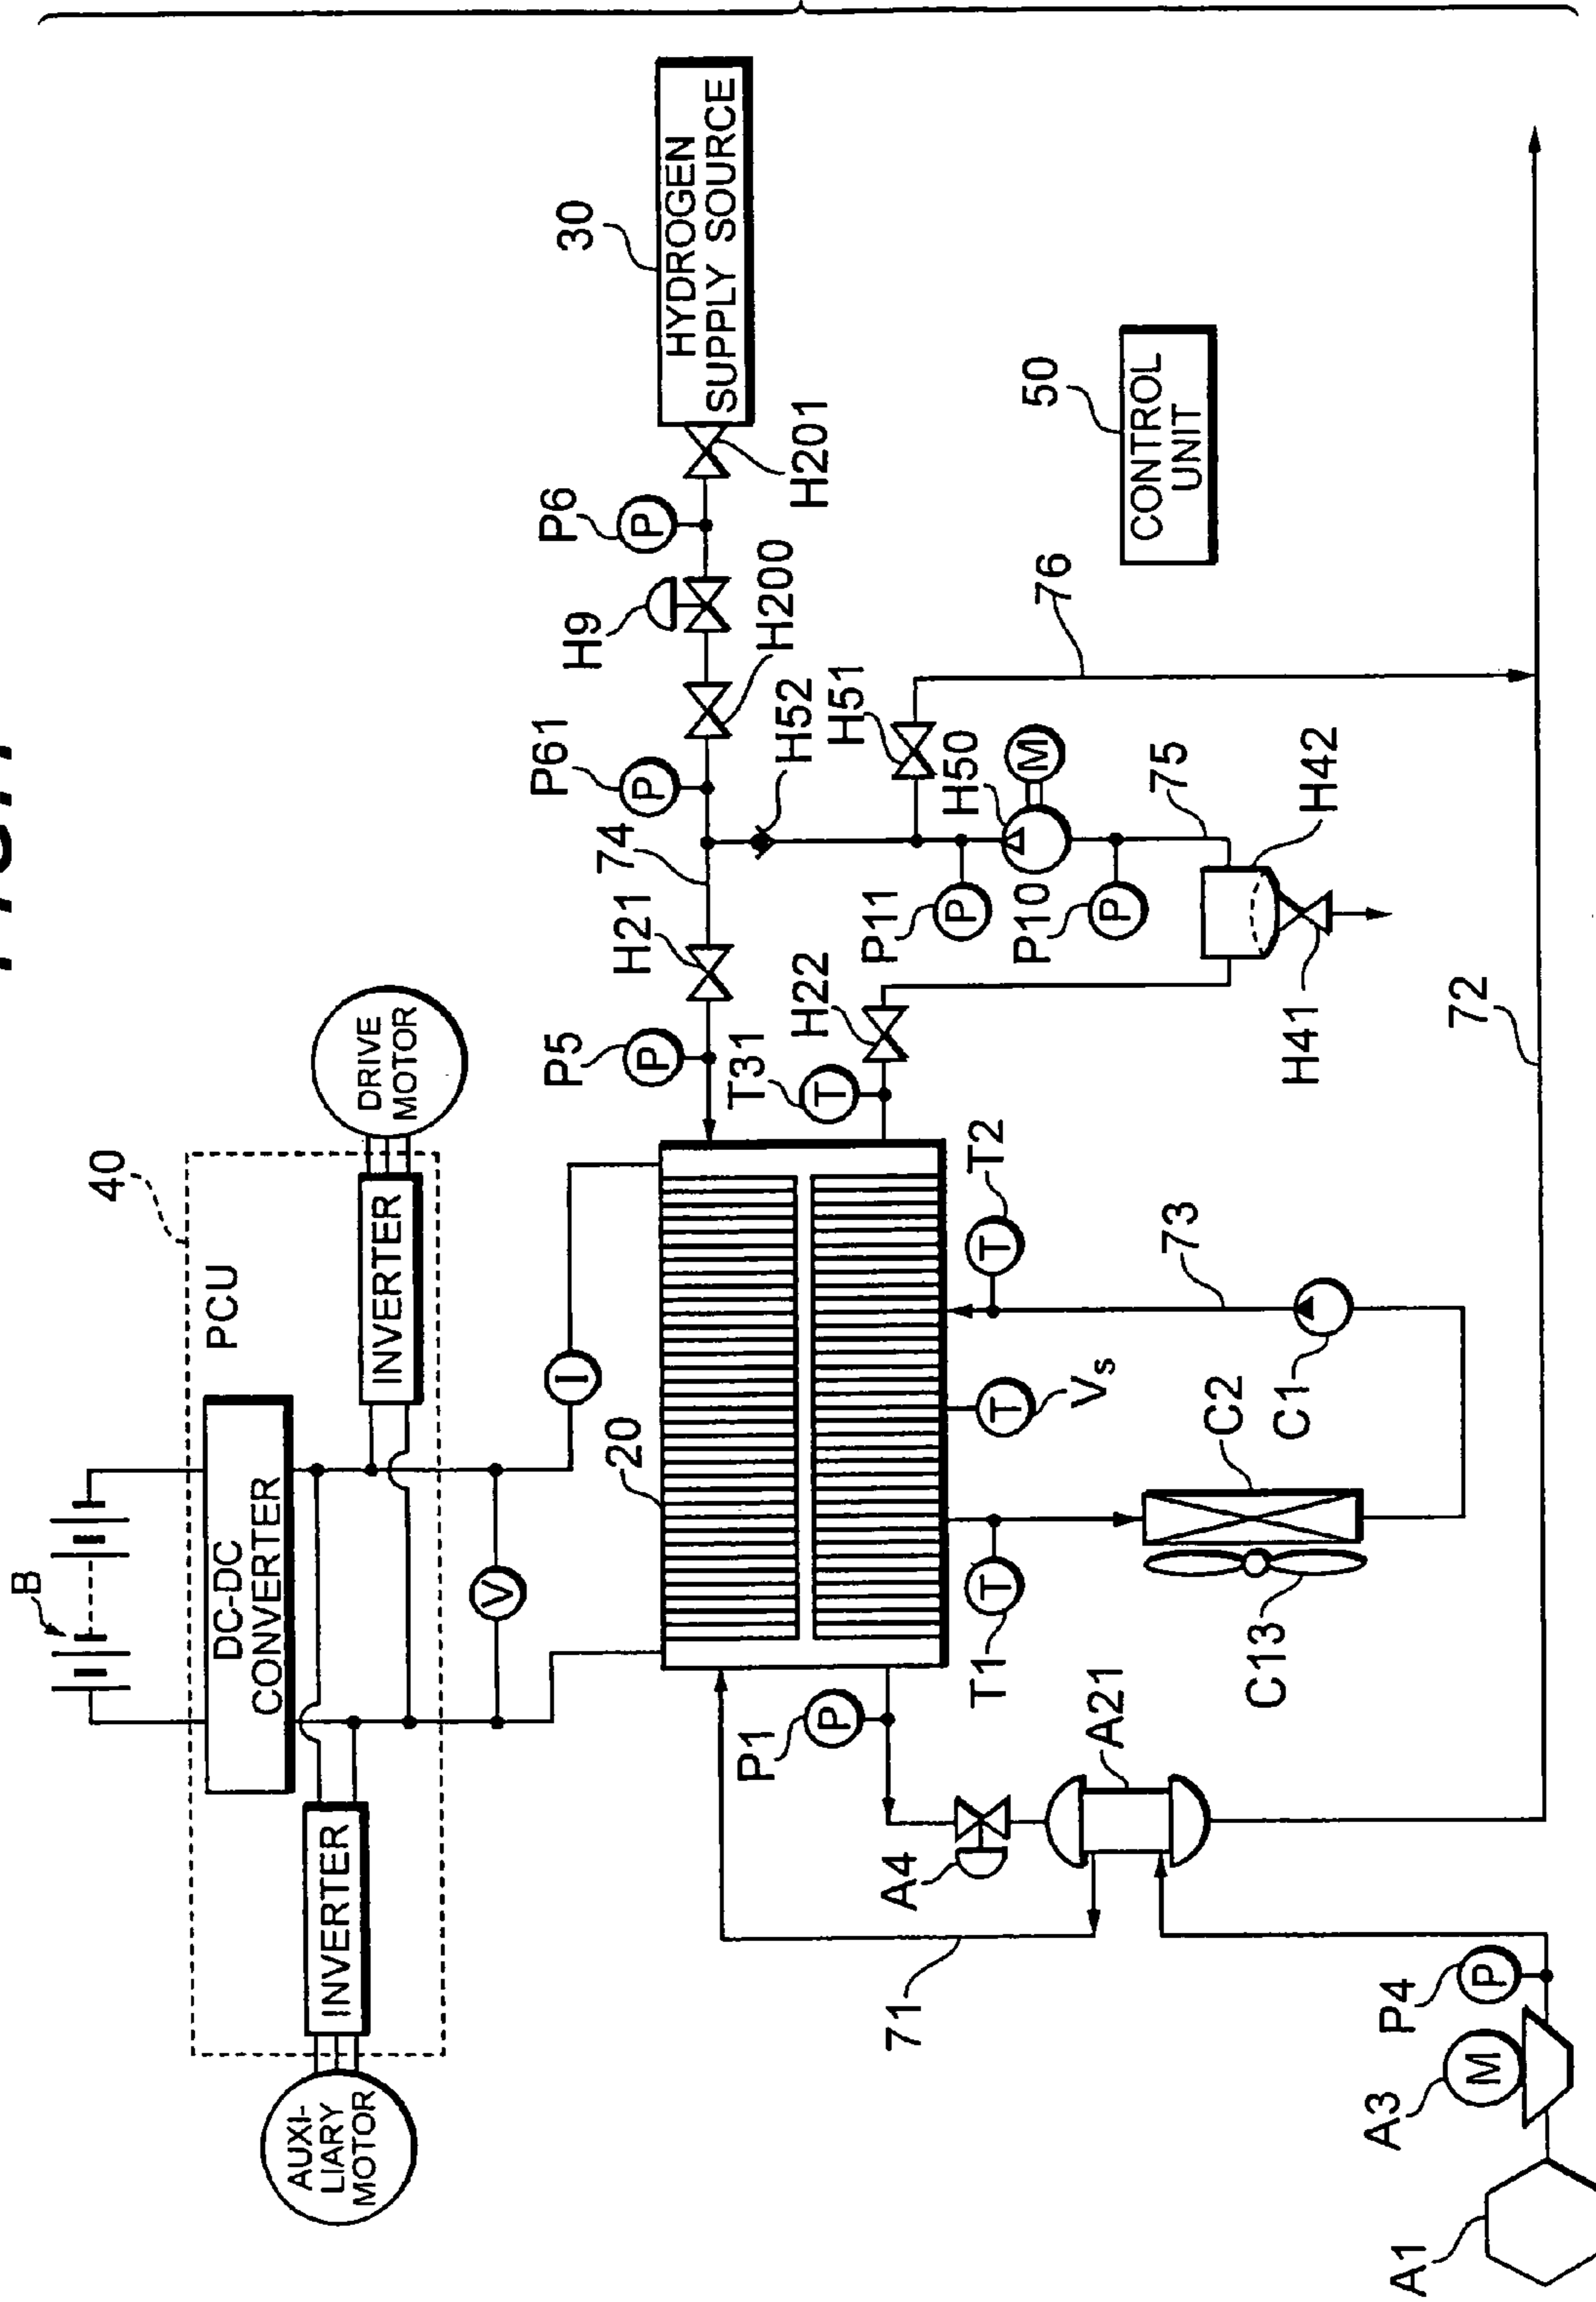 B
40
PCU
DC-DC
CONVERTER
INVERTER
DRIVE
MOTOR
INVERTER
AUXI-
LIARY
MOTOR
V
I
20
30
HYDROGEN
SUPPLY SOURCE
H201
P6
P
H9
H200
P61
P
H52
74
H21
P5
P
T31
T
H22
H51
76
H50
M
P11
P
P10
P
75
H42
H41
50
CONTROL
UNIT
72
T2
T
73
T
Vs
C1
C2
C13
T1
T
P1
P
A4
A21
71
P4
P
A3
M
A1